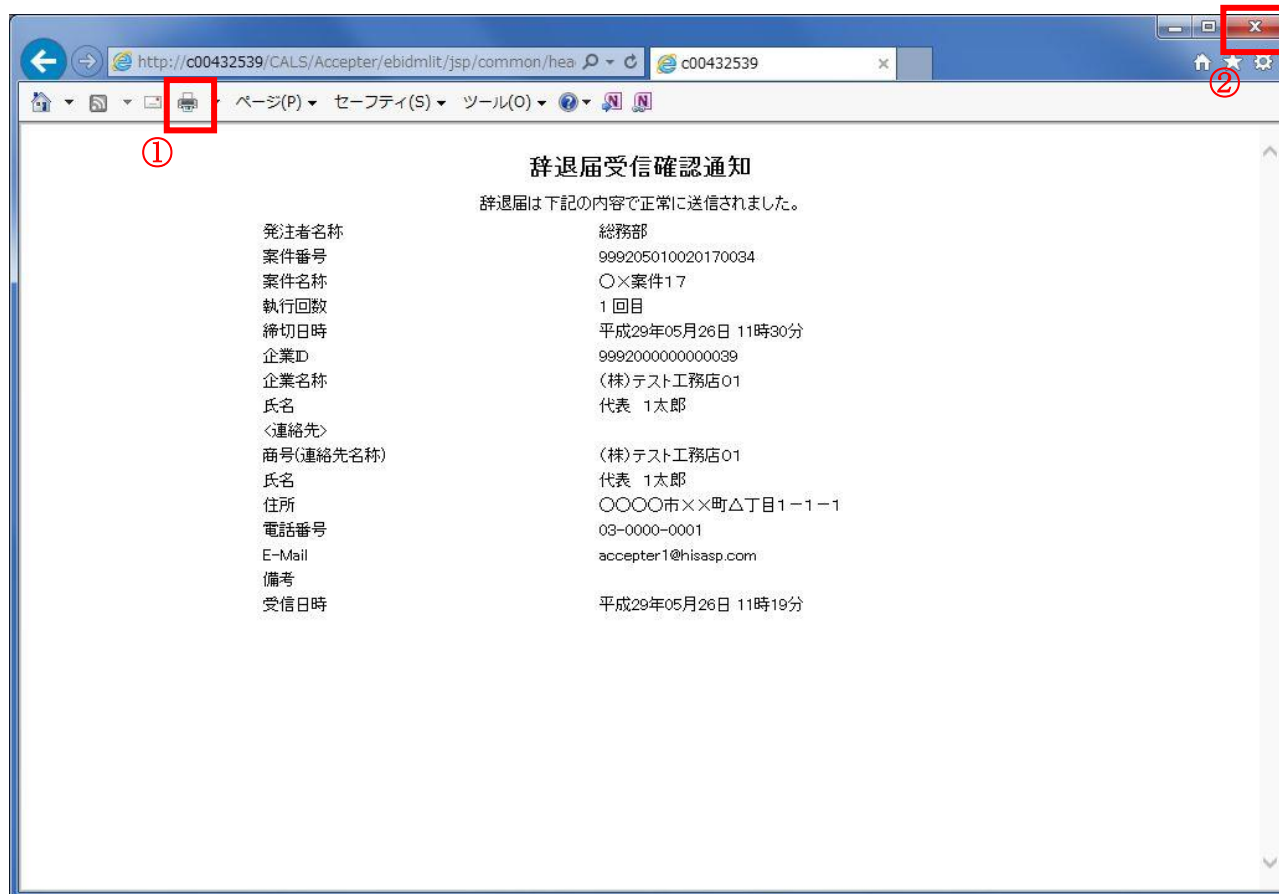 http://c00432539/CALS/Accepter/ebidmlit/jsp/common/hea
c00432539
ページ(P) セーフティ(S) ツール(O)
①
②
辞退届受信確認通知
辞退届は下記の内容で正常に送信されました。
発注者名称 総務部
案件番号 999205010020170034
案件名称 〇×案件17
執行回数 1回目
締切日時 平成29年05月26日 11時30分
企業ID 9992000000000039
企業名称 (株)テスト工務店01
氏名 代表 1太郎
<連絡先>
商号(連絡先名称) (株)テスト工務店01
氏名 代表 1太郎
住所 〇〇〇〇市××町△丁目1-1-1
電話番号 03-0000-0001
E-Mail accepter1@hisasp.com
備考
受信日時 平成29年05月26日 11時19分